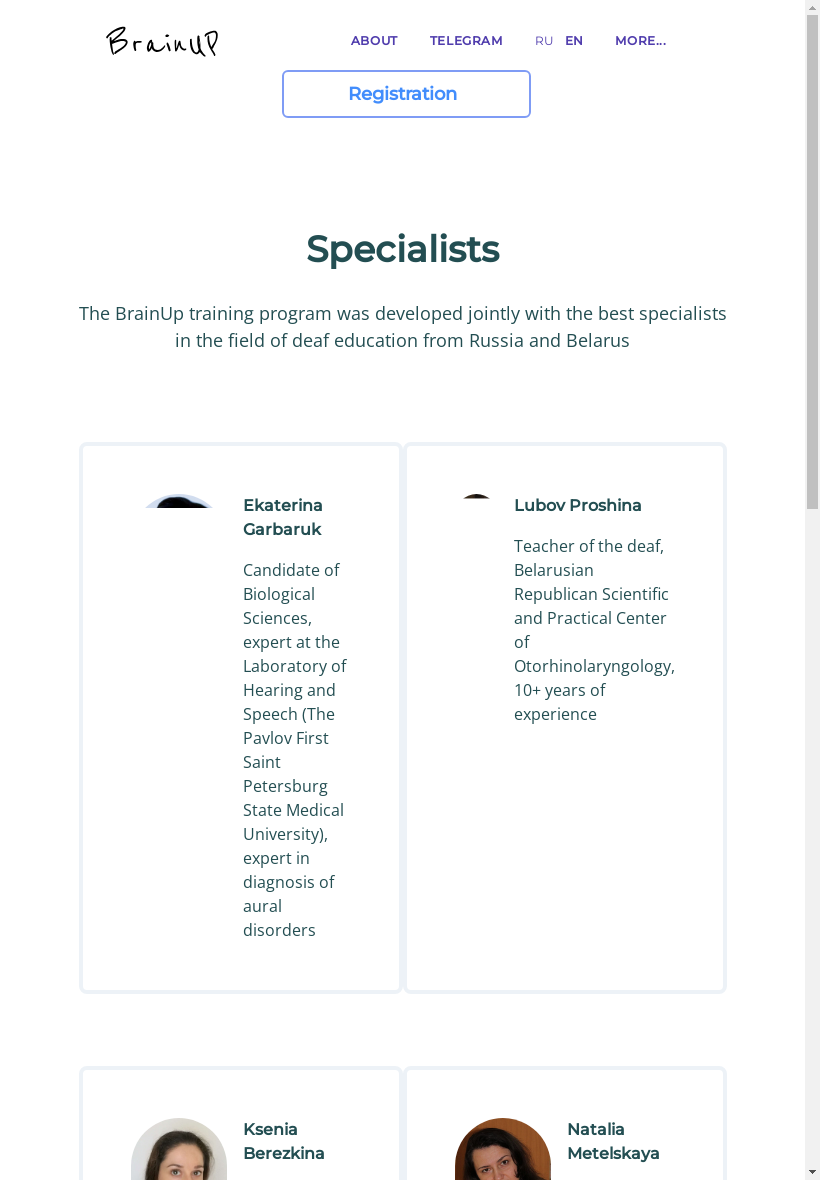 BrainUP
ABOUT TELEGRAM RU EN MORE...
Registration
Specialists
The BrainUp training program was developed jointly with the best specialists
in the field of deaf education from Russia and Belarus
Ekaterina
Garbaruk
Candidate of
Biological
Sciences,
expert at the
Laboratory of
Hearing and
Speech (The
Pavlov First
Saint
Petersburg
State Medical
University),
expert in
diagnosis of
aural
disorders
Lubov Proshina
Teacher of the deaf,
Belarusian
Republican Scientific
and Practical Center
of
Otorhinolaryngology,
10+ years of
experience
Ksenia
Berezkina
Natalia
Metelskaya